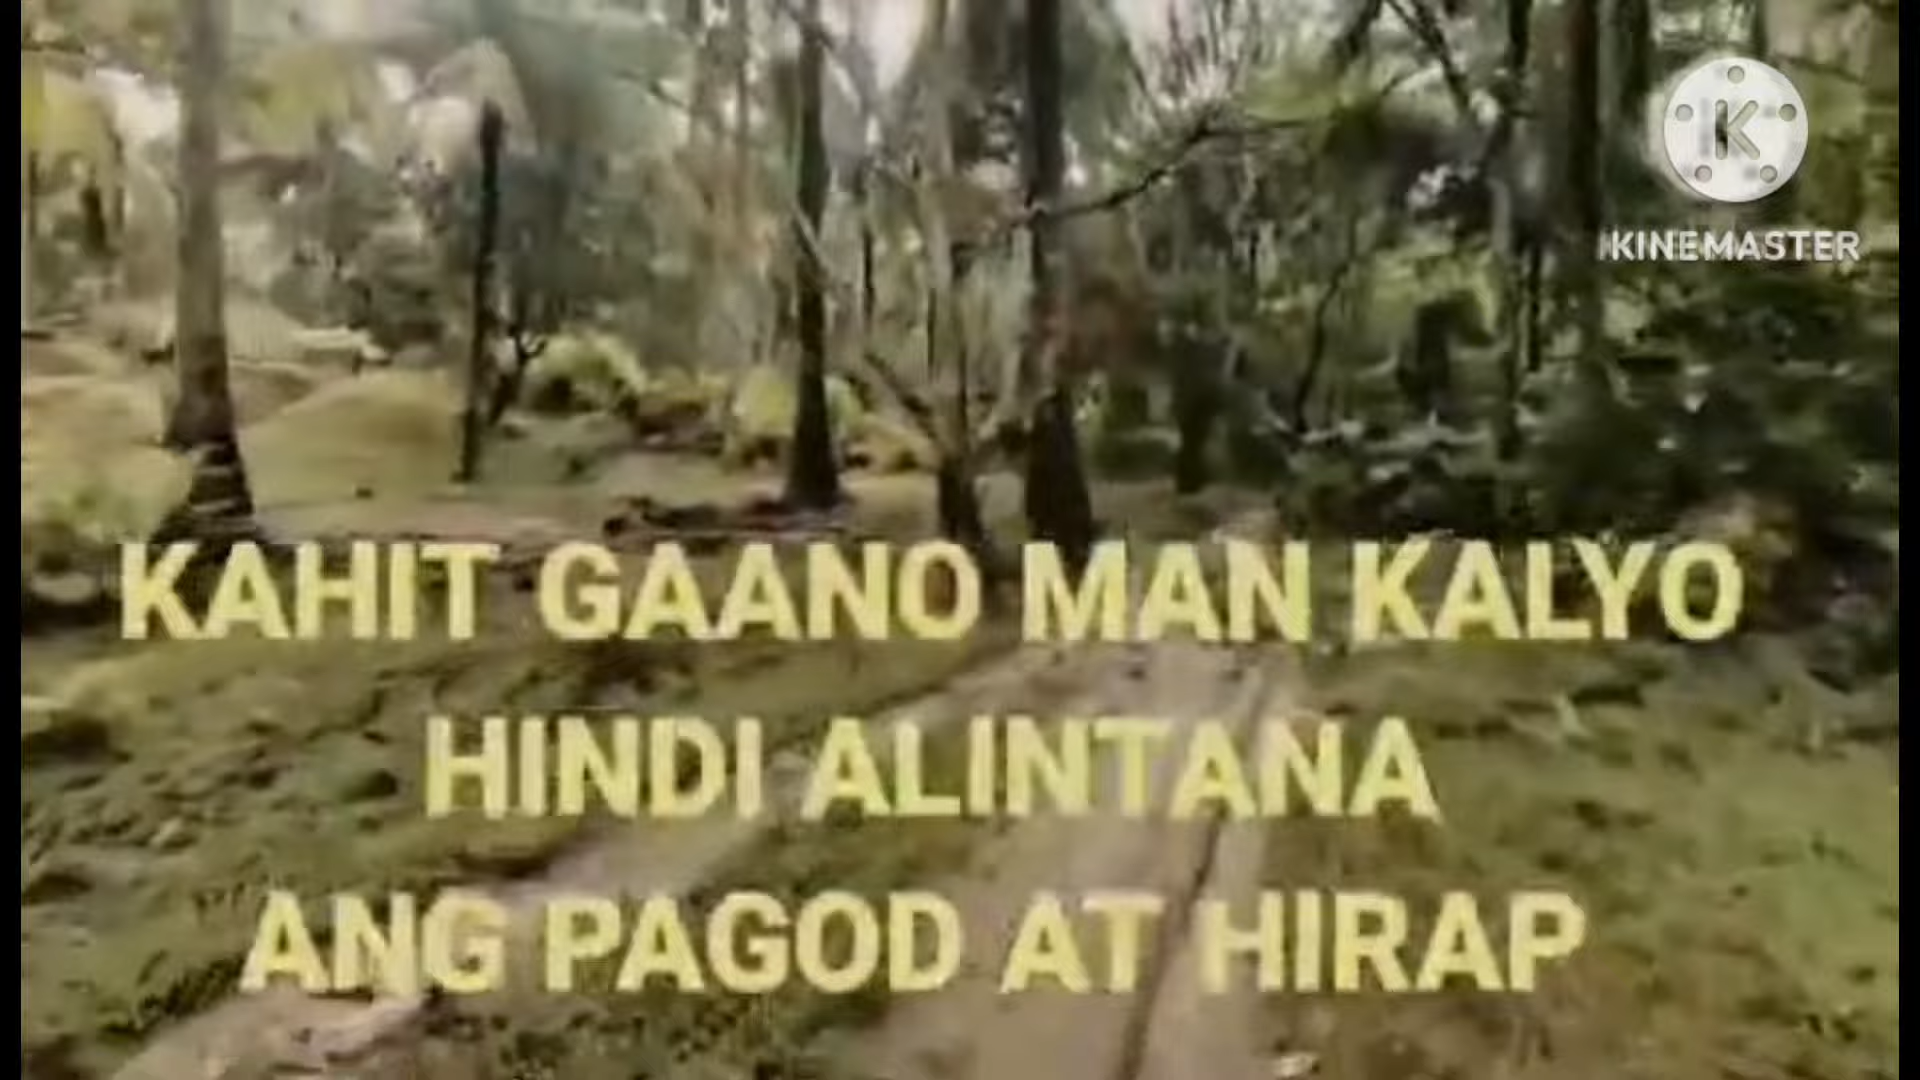 K
KINEMASTER
KAHIT GAANO MAN KALYO
HINDI ALINTANA
ANG PAGOD AT HIRAP